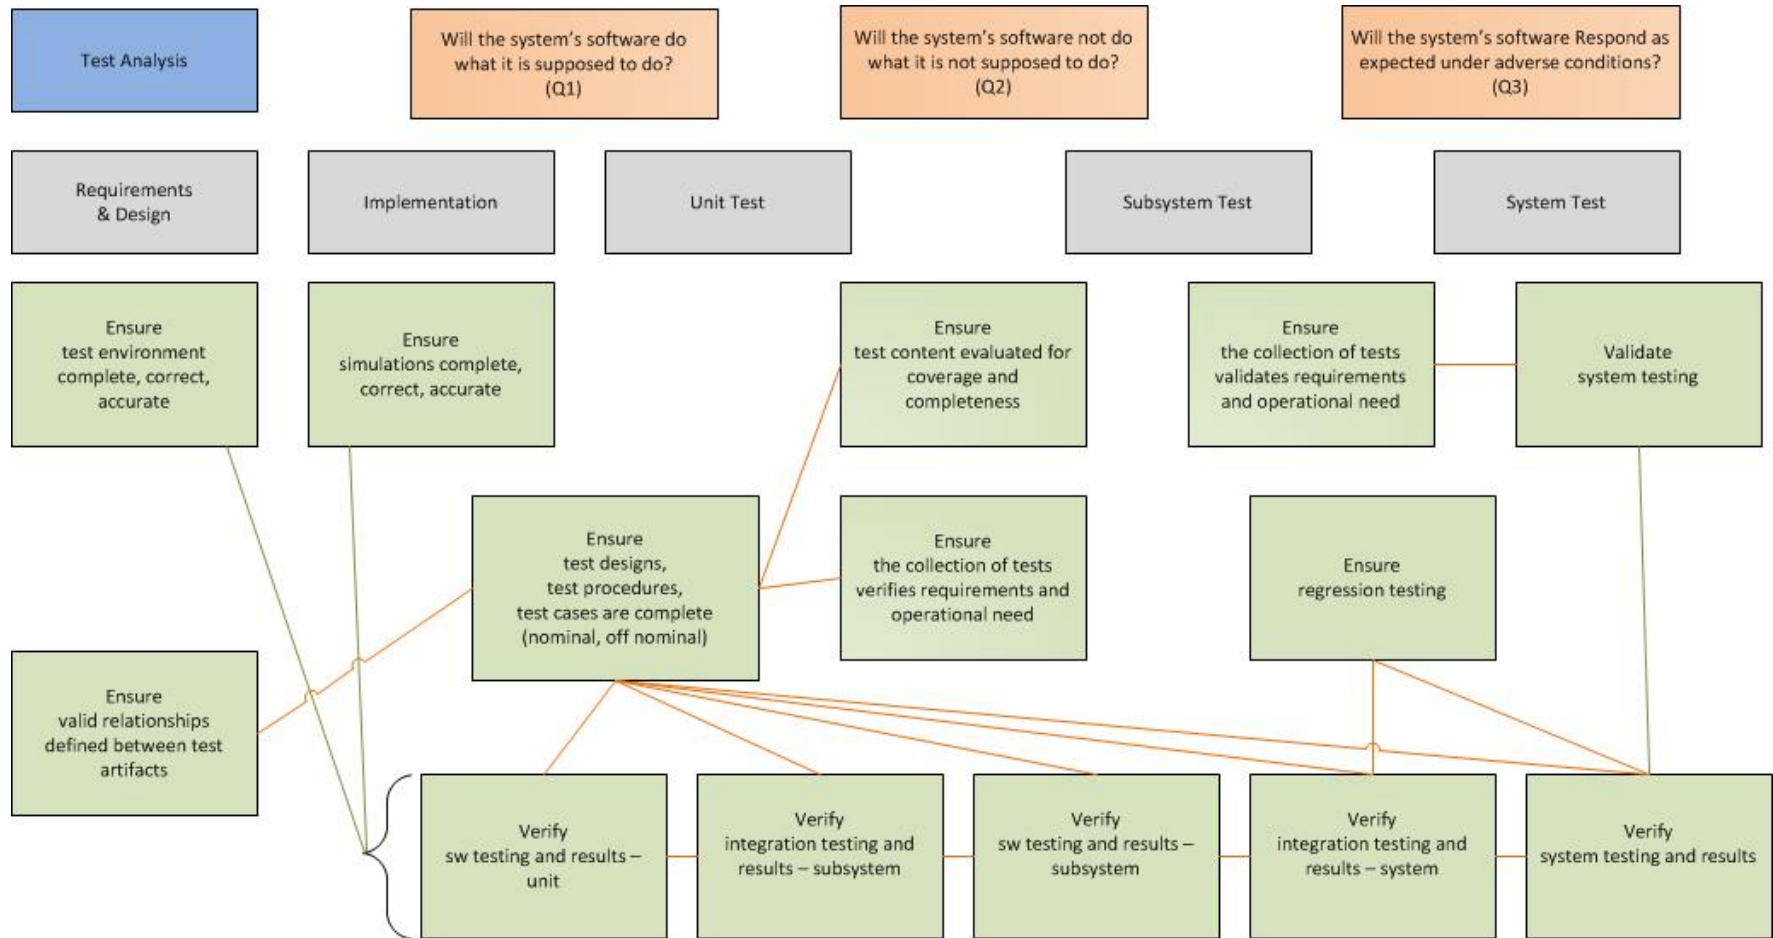 Test Analysis
Will the system's software do
what it is supposed to do?
(Q1)
Will the system's software not do
what it is not supposed to do?
(Q2)
Will the system's software Respond as
expected under adverse conditions?
(Q3)
Requirements
& Design
Implementation
Unit Test
Subsystem Test
System Test
Ensure
test environment
complete, correct,
accurate
Ensure
simulations complete,
correct, accurate
Ensure
test content evaluated for
coverage and
completeness
Ensure
the collection of tests
validates requirements
and operational need
Validate
system testing
Ensure
test designs,
test procedures,
test cases are complete
(nominal, off nominal)
Ensure
the collection of tests
verifies requirements and
operational need
Ensure
regression testing
Ensure
valid relationships
defined between test
artifacts
Verify
sw testing and results –
unit
Verify
integration testing and
results – subsystem
Verify
sw testing and results –
subsystem
Verify
integration testing and
results – system
Verify
system testing and results